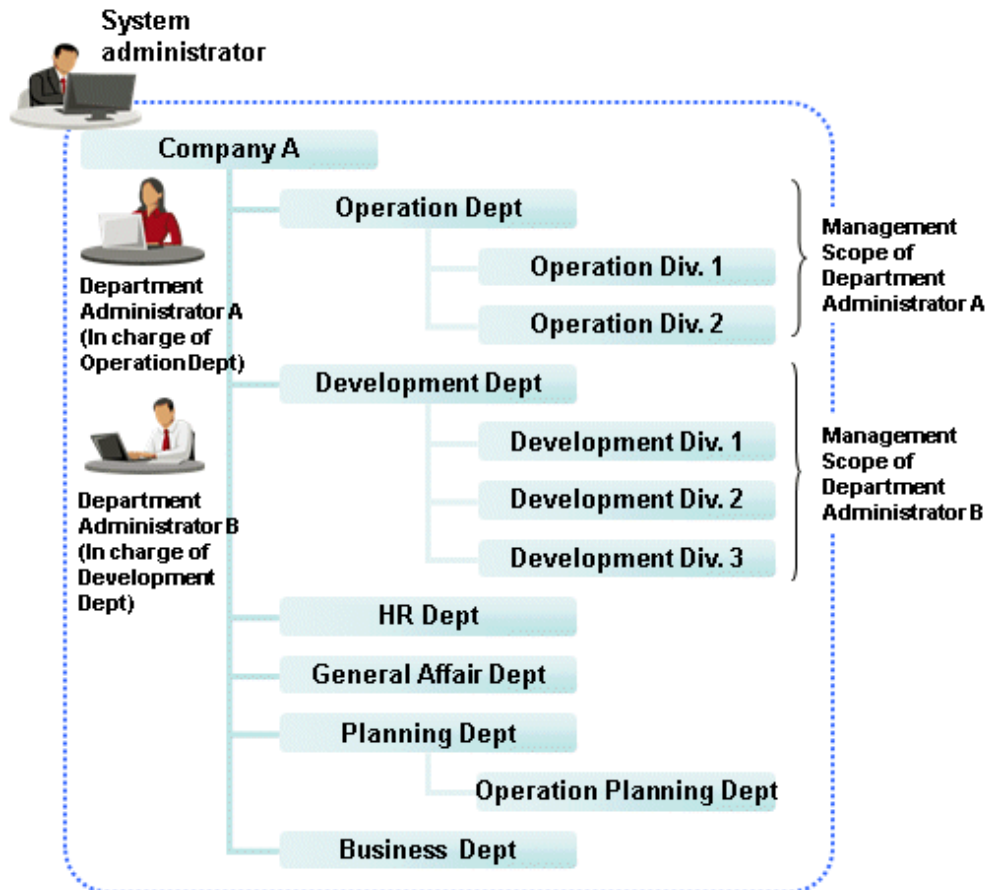 System
administrator
Company A
Department
Administrator A
(In charge of
Operation Dept)
Operation Dept
Operation Div. 1
Operation Div. 2
Management
Scope of
Department
Administrator A
Department
Administrator B
(In charge of
Development
Dept)
Development Dept
Development Div. 1
Development Div. 2
Development Div. 3
Management
Scope of
Department
Administrator B
HR Dept
General Affair Dept
Planning Dept
Operation Planning Dept
Business Dept